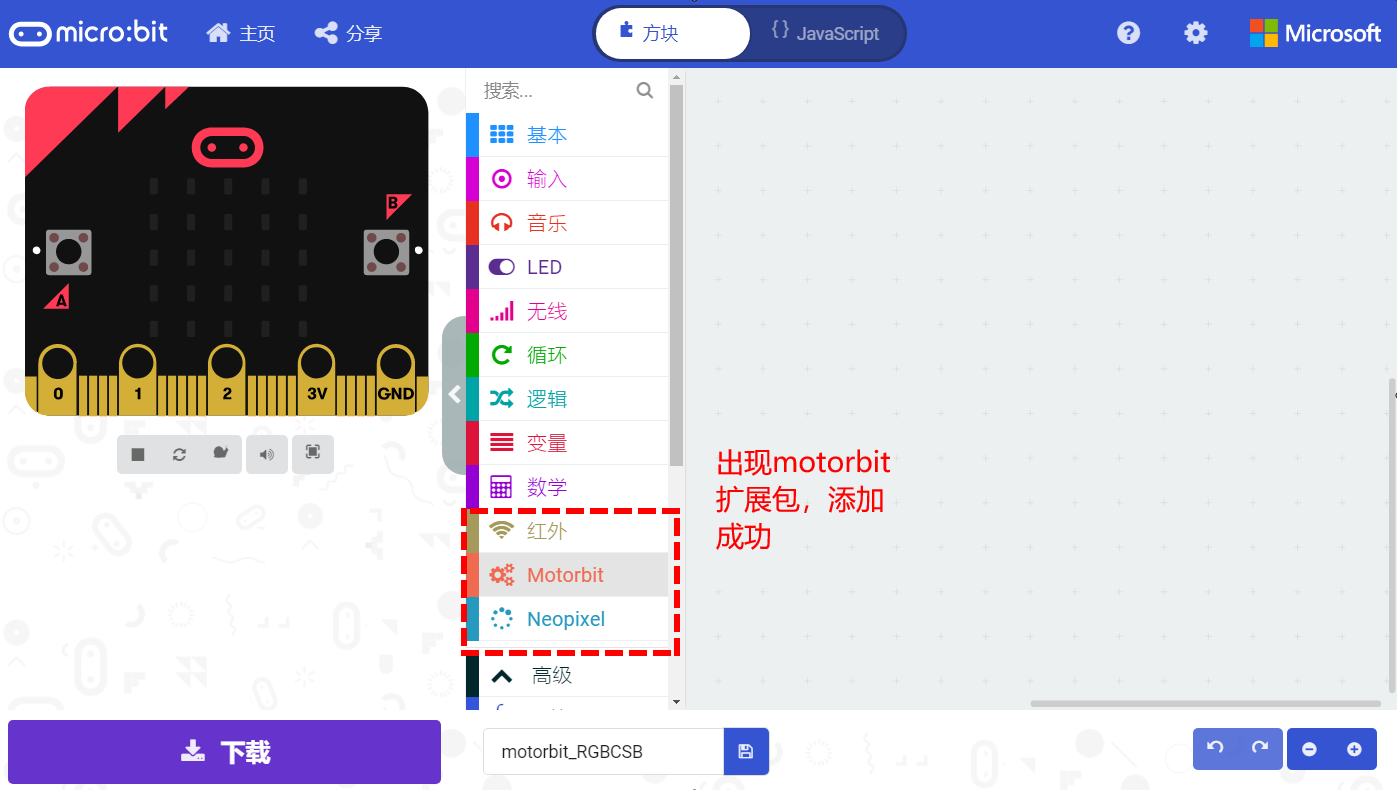 micro:bit
主页
分享
方块
{} JavaScript
?
Microsoft
搜索...
基本
输入
音乐
LED
无线
循环
逻辑
变量
数学
红外
Motorbit
Neopixel
高级
B
A
0
1
2
3V
GND
出现motorbit
扩展包，添加
成功
下载
motorbit_RGBCSB